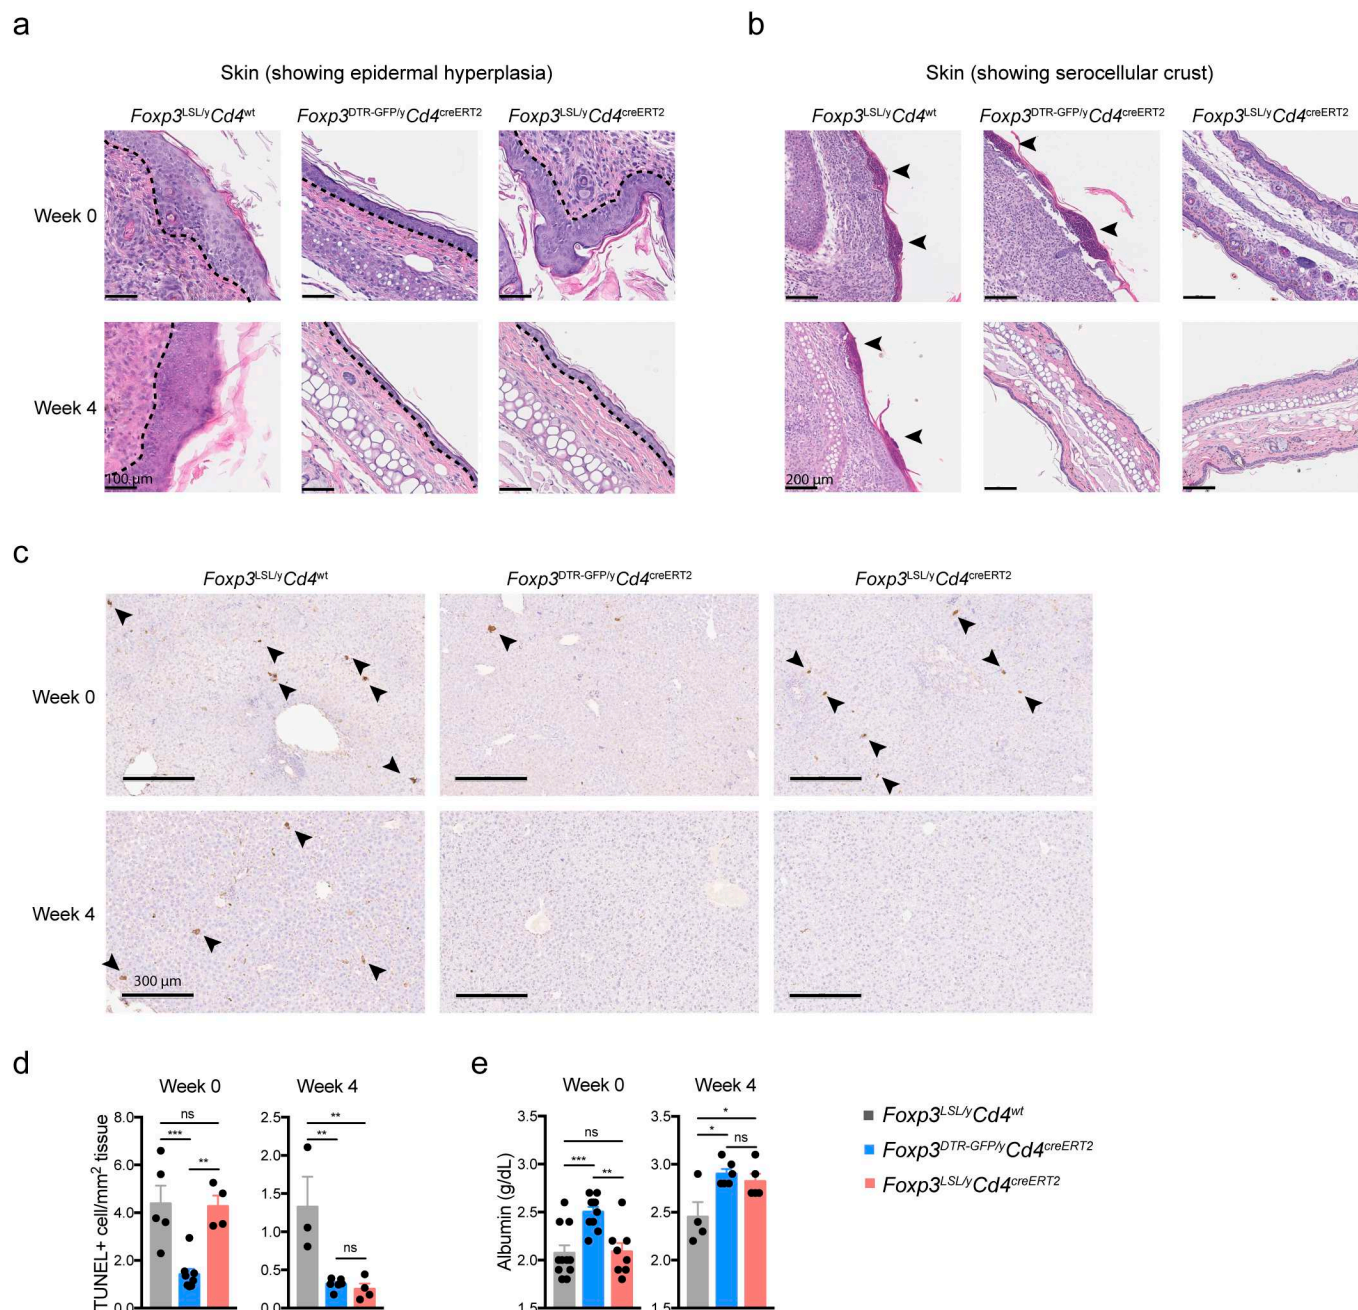 a
Skin (showing epidermal hyperplasia)
Foxp3LSL/yCd4wt Foxp3DTR-GFP/yCd4creERT2 Foxp3LSL/yCd4creERT2
Week 0
Week 4
100 µm
b
Skin (showing serocellular crust)
Foxp3LSL/yCd4wt Foxp3DTR-GFP/yCd4creERT2 Foxp3LSL/yCd4creERT2
200 µm
c
Foxp3LSL/yCd4wt Foxp3DTR-GFP/yCd4creERT2 Foxp3LSL/yCd4creERT2
Week 0
Week 4
300 µm
d
Week 0
TUNEL+ cell/mm² tissue
8.0
6.0
4.0
2.0
0.0
ns
***
**
Week 4
2.5
2.0
1.5
1.0
0.5
0.0
**
**
ns
e
Week 0
Albumin (g/dL)
3.5
3.0
2.5
2.0
1.5
ns
***
**
Week 4
3.5
3.0
2.5
2.0
1.5
*
*
ns
Foxp3LSL/yCd4wt
Foxp3DTR-GFP/yCd4creERT2
Foxp3LSL/yCd4creERT2